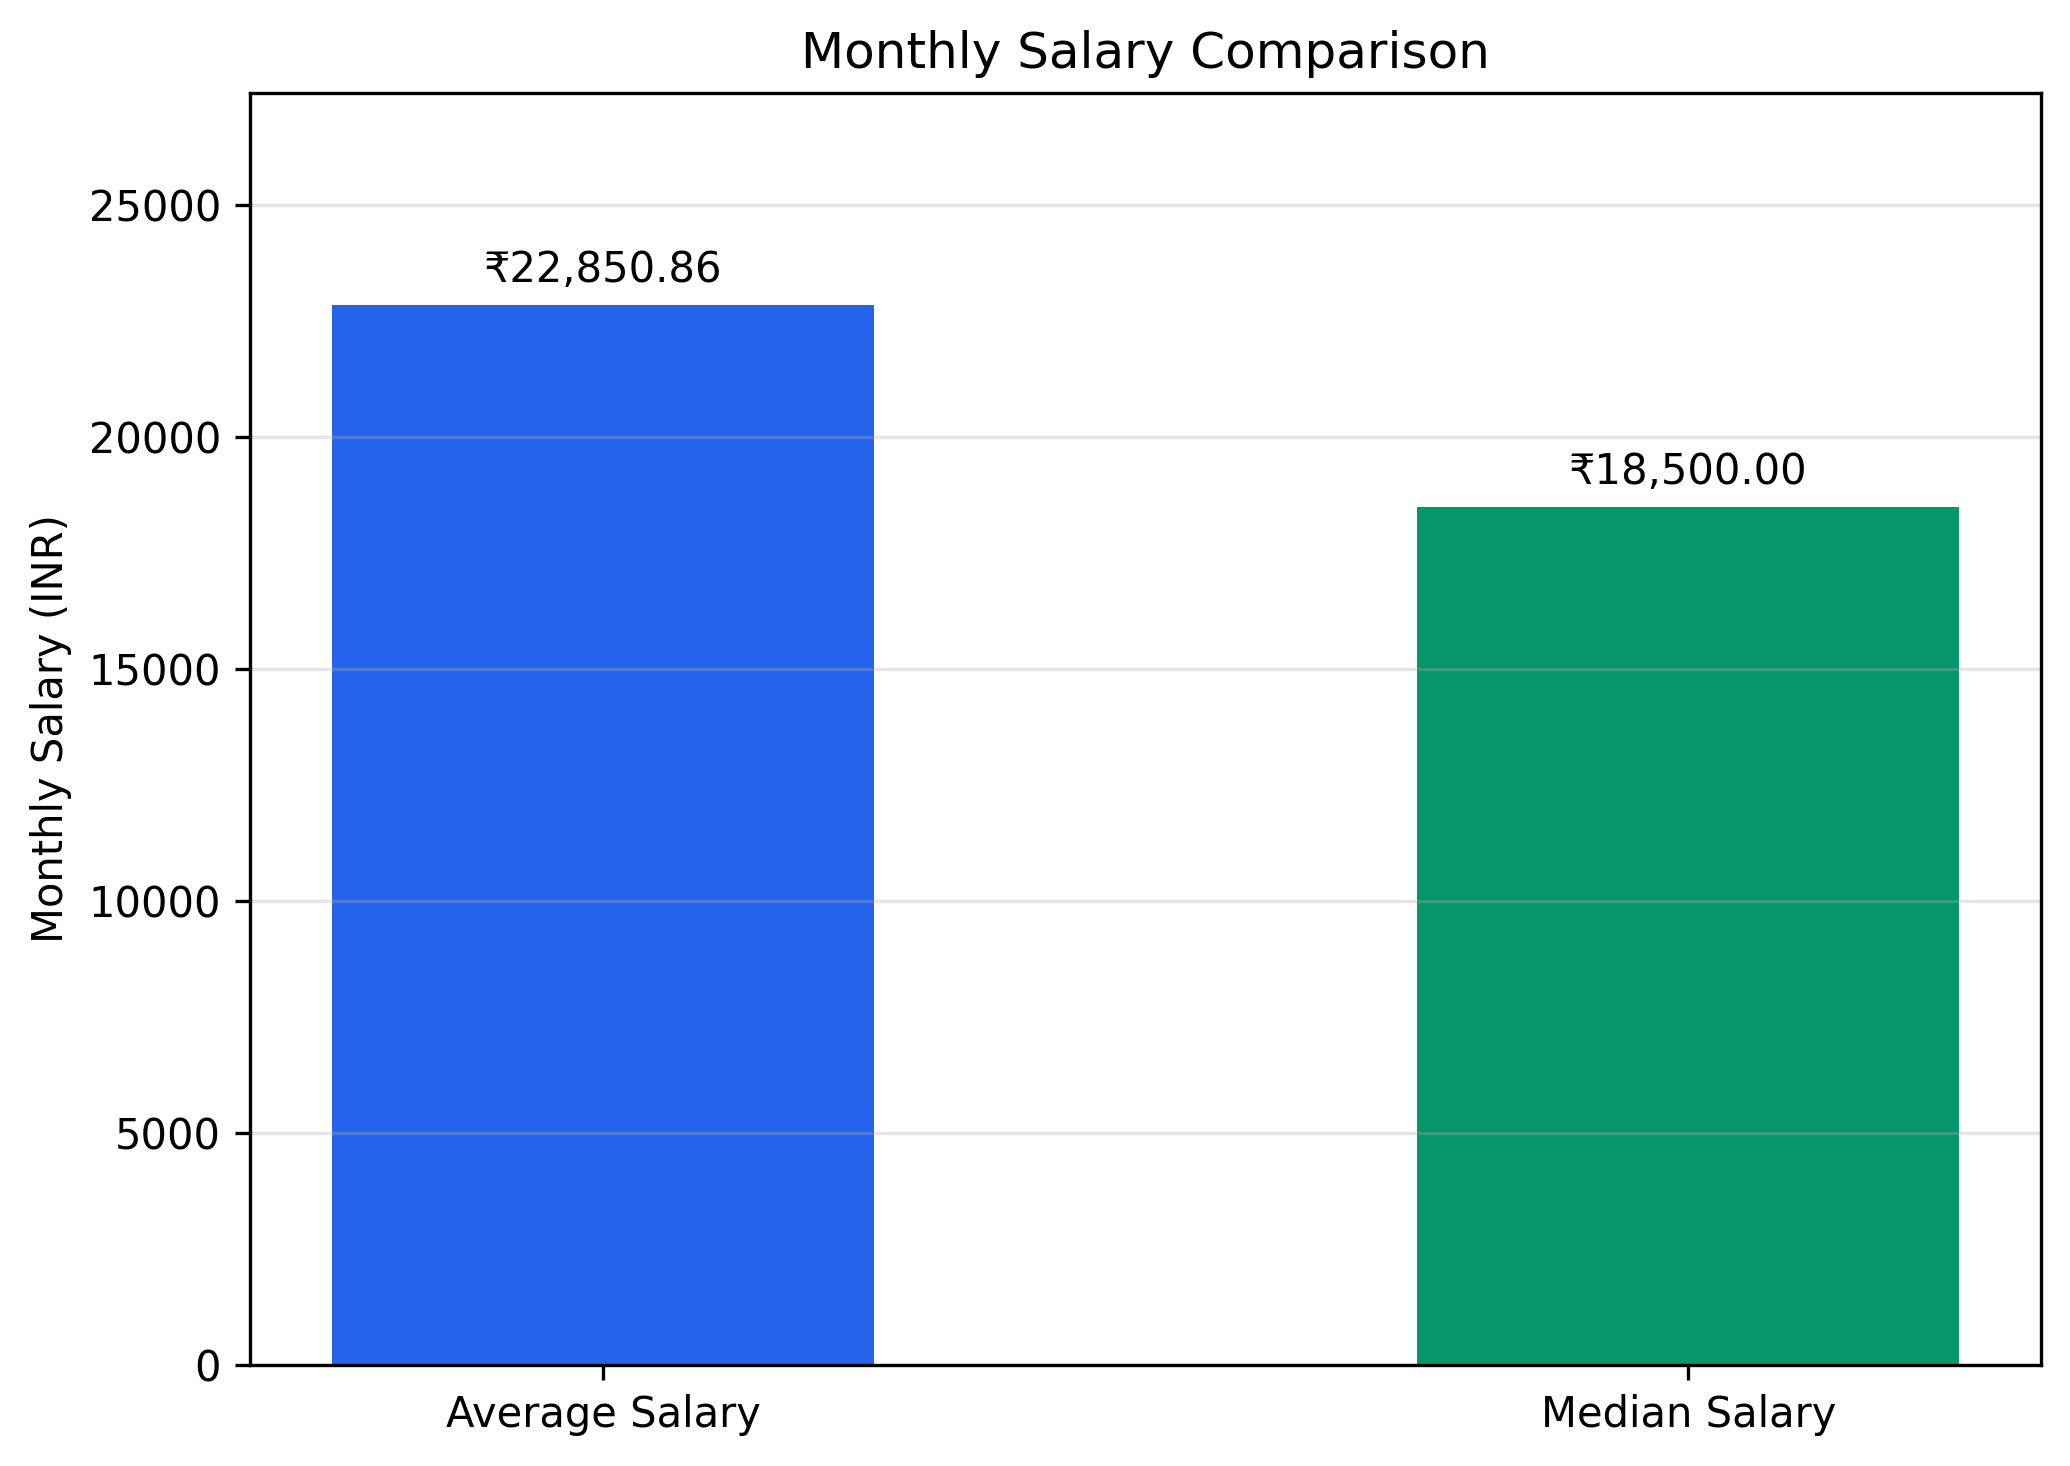 Monthly Salary Comparison
Monthly Salary (INR)
25000
20000
15000
10000
5000
0
₹22,850.86
₹18,500.00
Average Salary
Median Salary